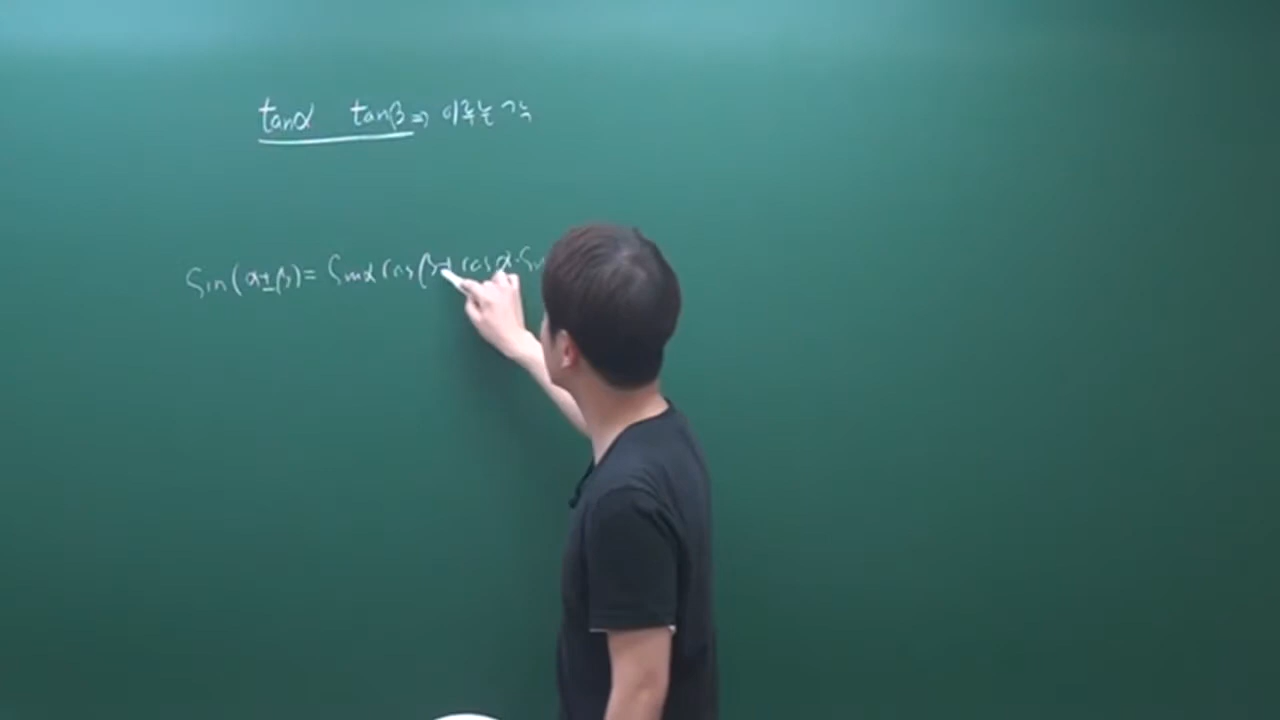 tanα tanβ ⇒ 이루는 각
Sin(α±β) = Sinα cosβ± cosα·Sin